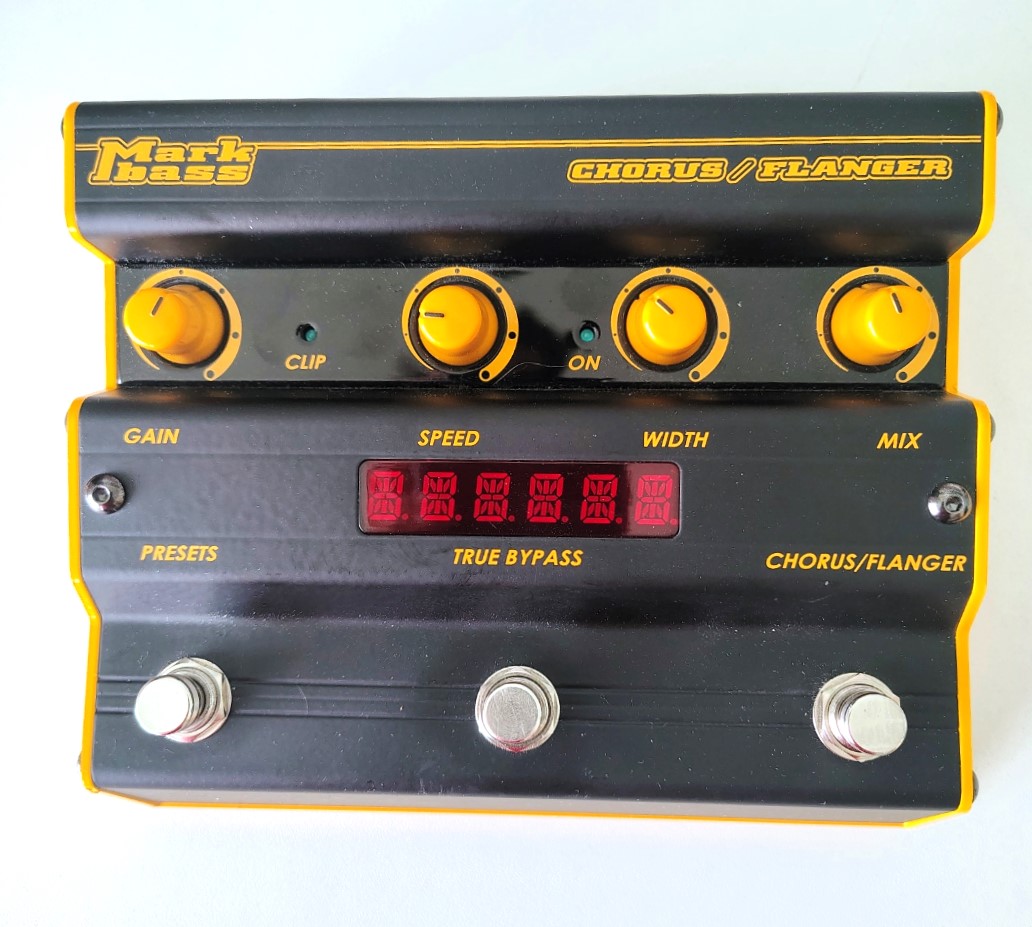 Mark
bass
CHORUS / FLANGER
CLIP
ON
GAIN
SPEED
WIDTH
MIX
PRESETS
TRUE BYPASS
CHORUS/FLANGER